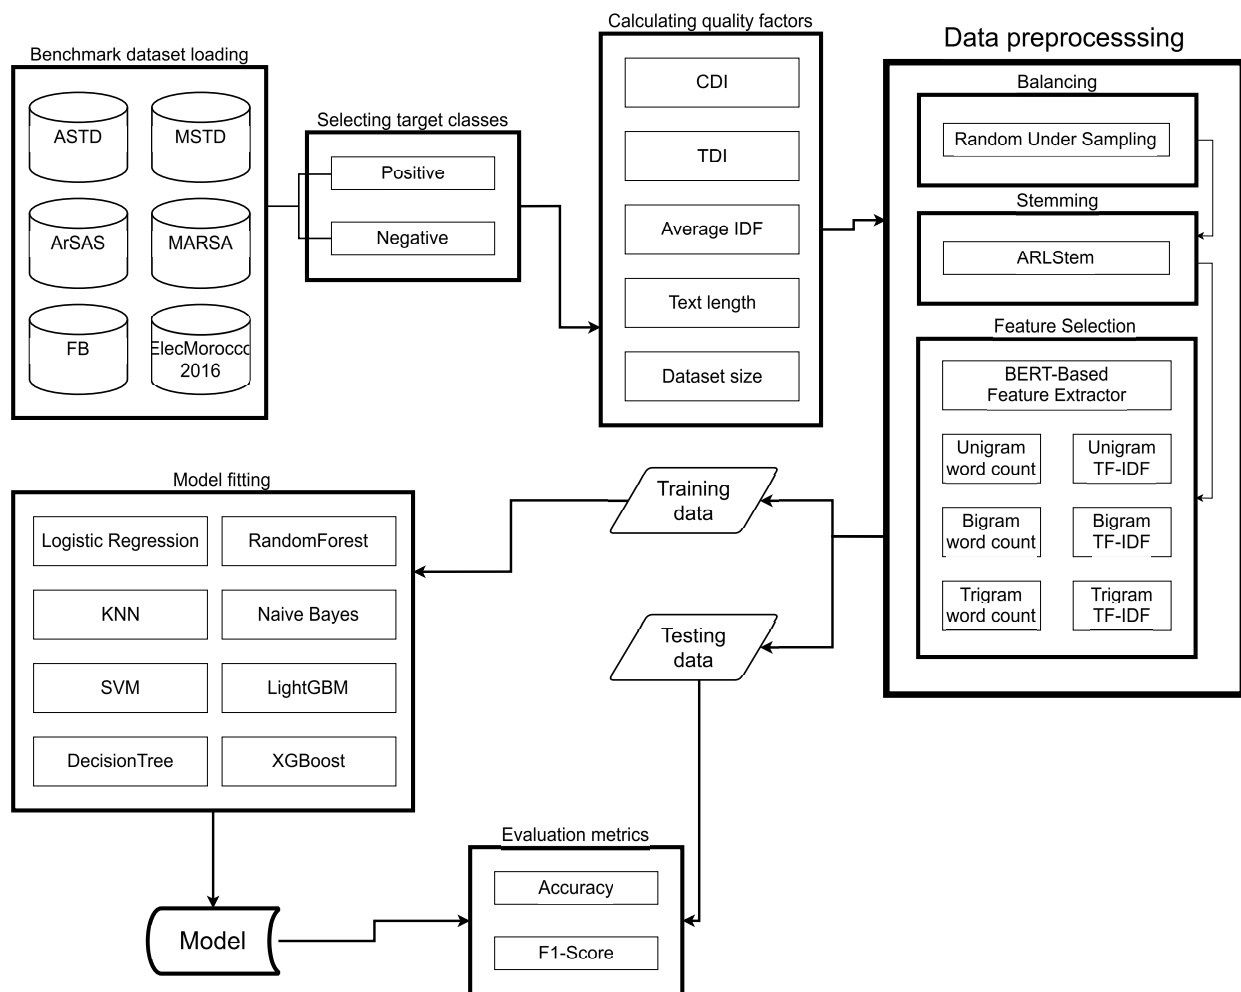 Benchmark dataset loading
ASTD
MSTD
ArSAS
MARSA
FB
ElecMorocco
2016
Selecting target classes
Positive
Negative
Calculating quality factors
CDI
TDI
Average IDF
Text length
Dataset size
Data preprocesssing
Balancing
Random Under Sampling
Stemming
ARLStem
Feature Selection
BERT-Based
Feature Extractor
Unigram
word count
Unigram
TF-IDF
Bigram
word count
Bigram
TF-IDF
Trigram
word count
Trigram
TF-IDF
Training
data
Testing
data
Model fitting
Logistic Regression
RandomForest
KNN
Naive Bayes
SVM
LightGBM
DecisionTree
XGBoost
Model
Evaluation metrics
Accuracy
F1-Score